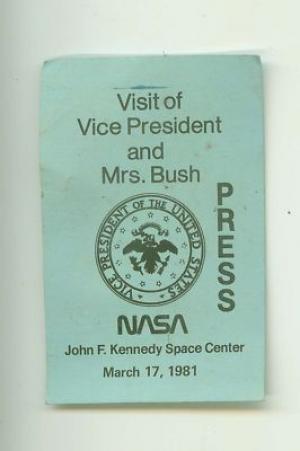 Visit of
Vice President
and
Mrs. Bush
PRESS
VICE PRESIDENT OF THE UNITED STATES
NASA
John F. Kennedy Space Center
March 17, 1981